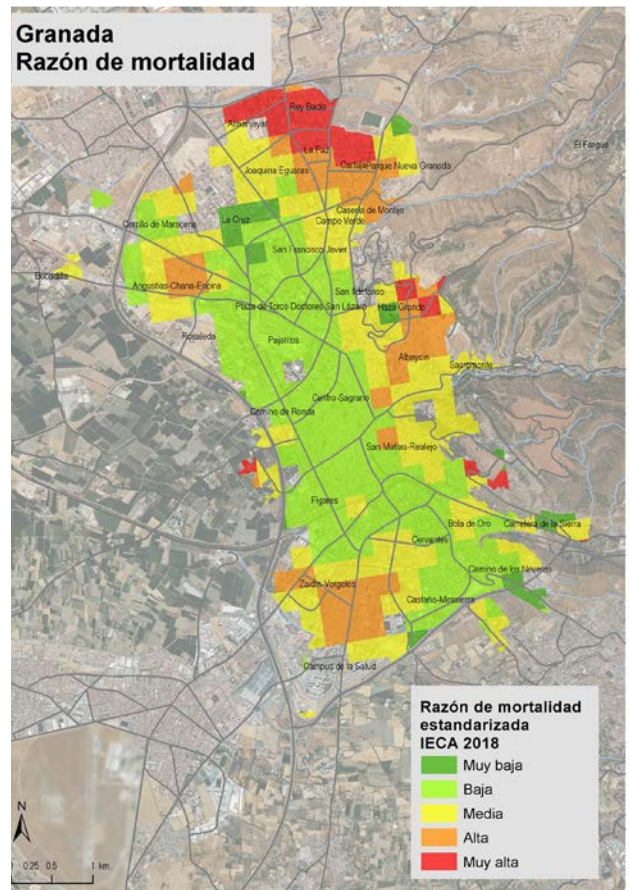 Granada
Razón de mortalidad
Rey Badis
Almanjáyar
La Paz
El Fargue
Joaquina Eguaras
Parque Nueva Granada
Casería de Montijo
La Cruz
Campo Verde
Cerrillo de Maracena
San Francisco Javier
Bobadilla
Angustias-Chana-Encina
San Ildefonso
Haza Grande
Plaza de Toros-Doctores-San Lázaro
Rosaleda
Pajaritos
Albaycin
Sacromonte
Centro-Sagrario
Camino de Ronda
San Matías-Realejo
Fígares
Bola de Oro
Carretera de la Sierra
Cervantes
Camino de los Neveros
Zaidín-Vergeles
Castaño-Mirasierra
Campus de la Salud
Razón de mortalidad
estandarizada
IECA 2018
Muy baja
Baja
Media
Alta
Muy alta
N
0 0.25 0.5 1 km